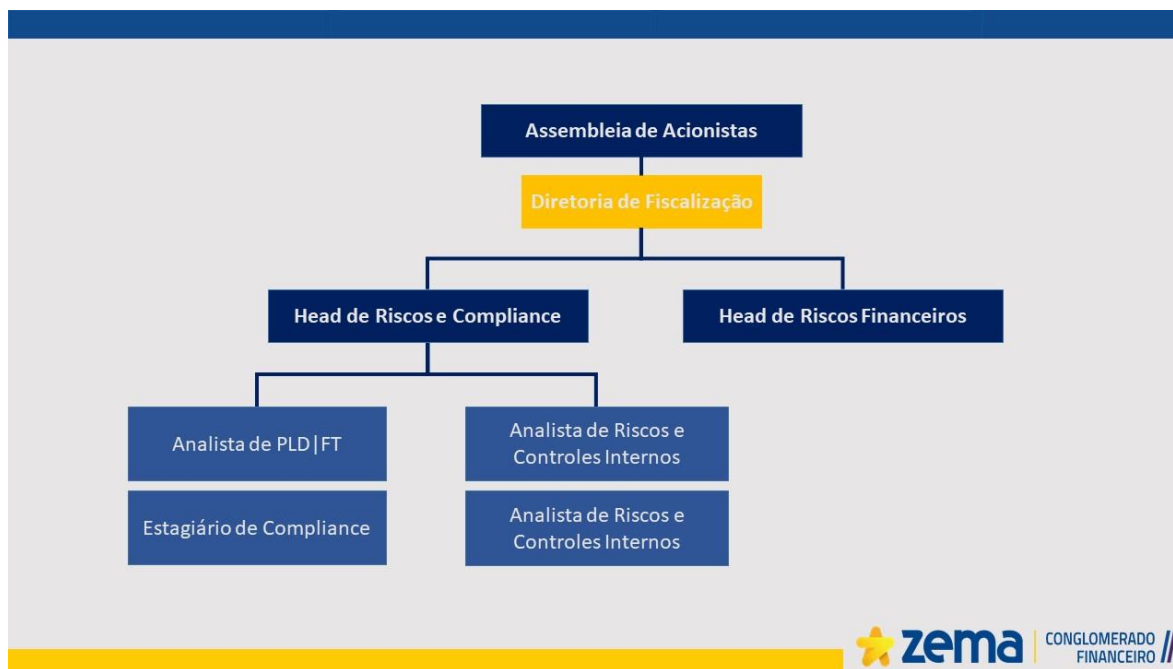 Assembleia de Acionistas
Diretoria de Fiscalização
Head de Riscos e Compliance
Head de Riscos Financeiros
Analista de PLD|FT
Analista de Riscos e
Controles Internos
Estagiário de Compliance
Analista de Riscos e
Controles Internos
zema
CONGLOMERADO
FINANCEIRO